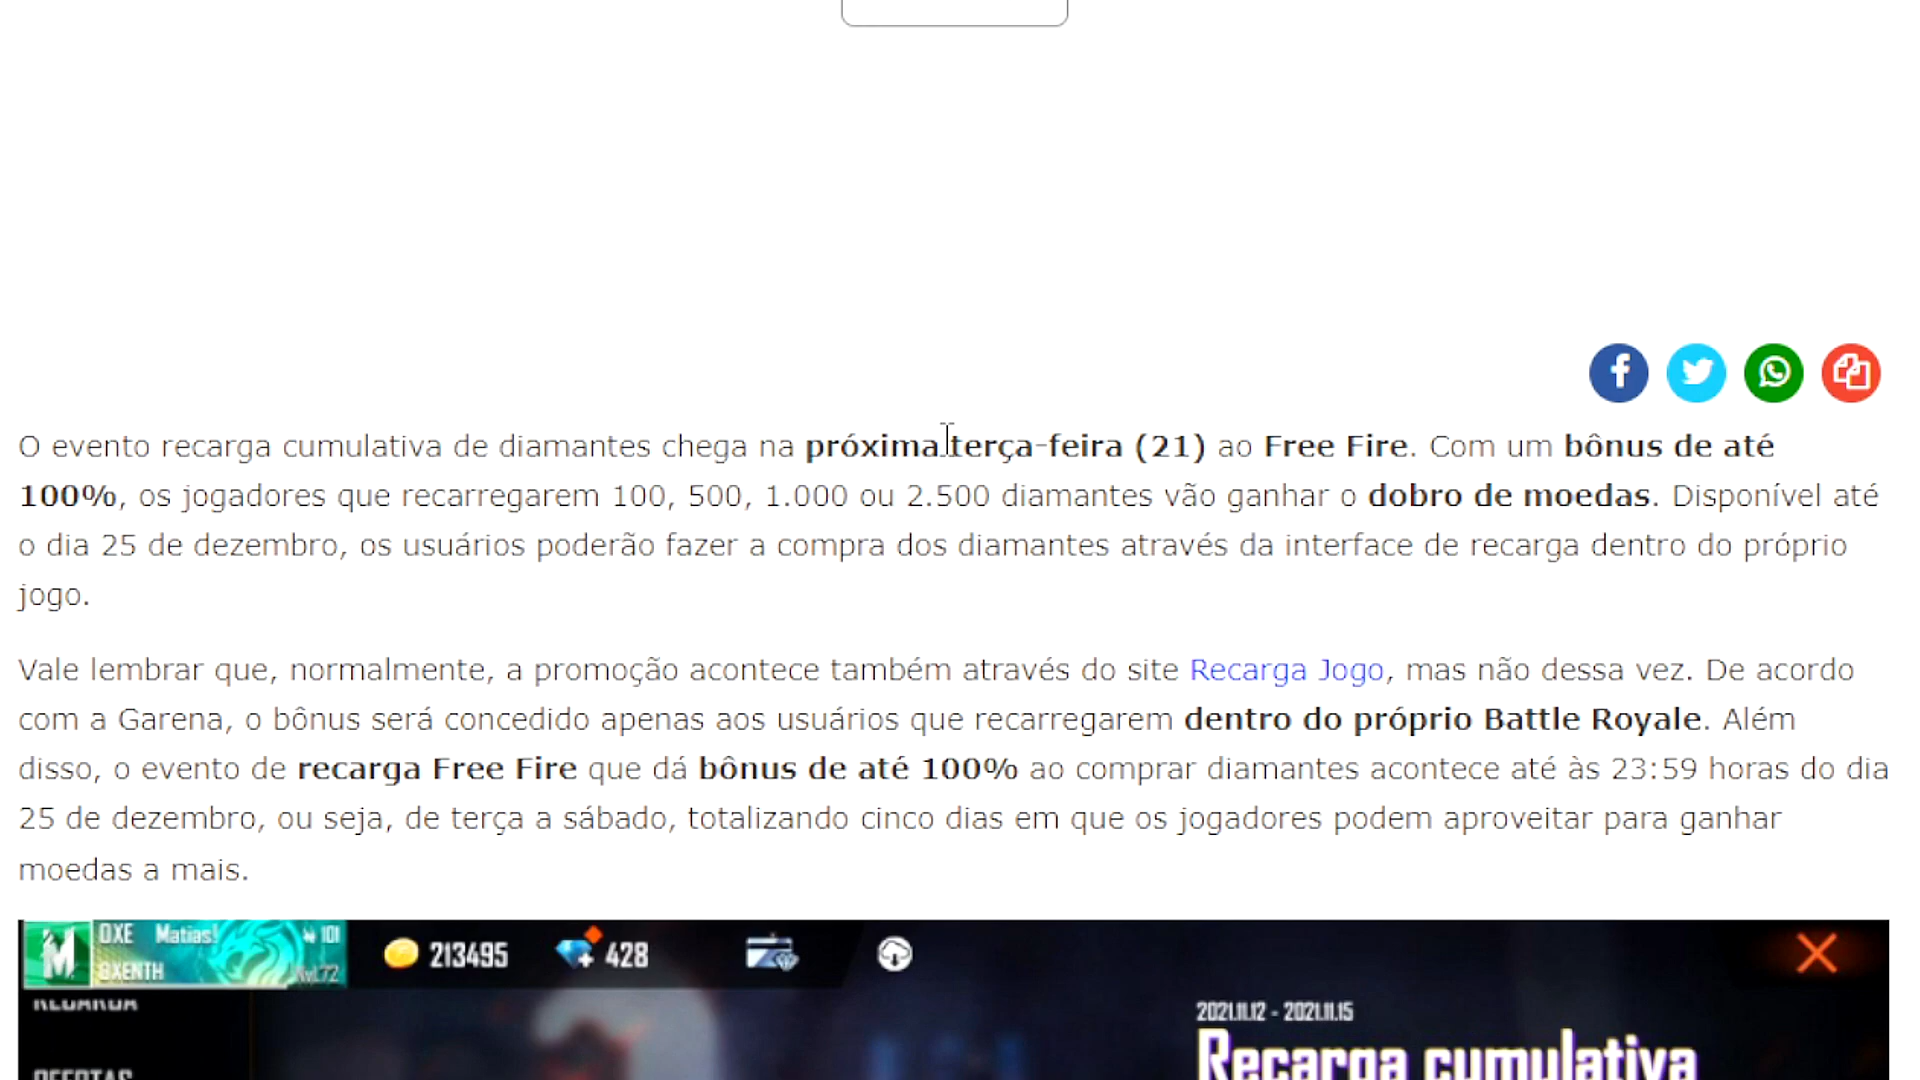 O evento recarga cumulativa de diamantes chega na próxima terça-feira (21) ao Free Fire. Com um bônus de até
100%, os jogadores que recarregarem 100, 500, 1.000 ou 2.500 diamantes vão ganhar o dobro de moedas. Disponível até
o dia 25 de dezembro, os usuários poderão fazer a compra dos diamantes através da interface de recarga dentro do próprio
jogo.
Vale lembrar que, normalmente, a promoção acontece também através do site Recarga Jogo, mas não dessa vez. De acordo
com a Garena, o bônus será concedido apenas aos usuários que recarregarem dentro do próprio Battle Royale. Além
disso, o evento de recarga Free Fire que dá bônus de até 100% ao comprar diamantes acontece até às 23:59 horas do dia
25 de dezembro, ou seja, de terça a sábado, totalizando cinco dias em que os jogadores podem aproveitar para ganhar
moedas a mais.
OXE Matias! 101
OXENTH Nvl.72
213495
428
2021.11.12 - 2021.11.15
Recarga cumulativa
OFERTAS